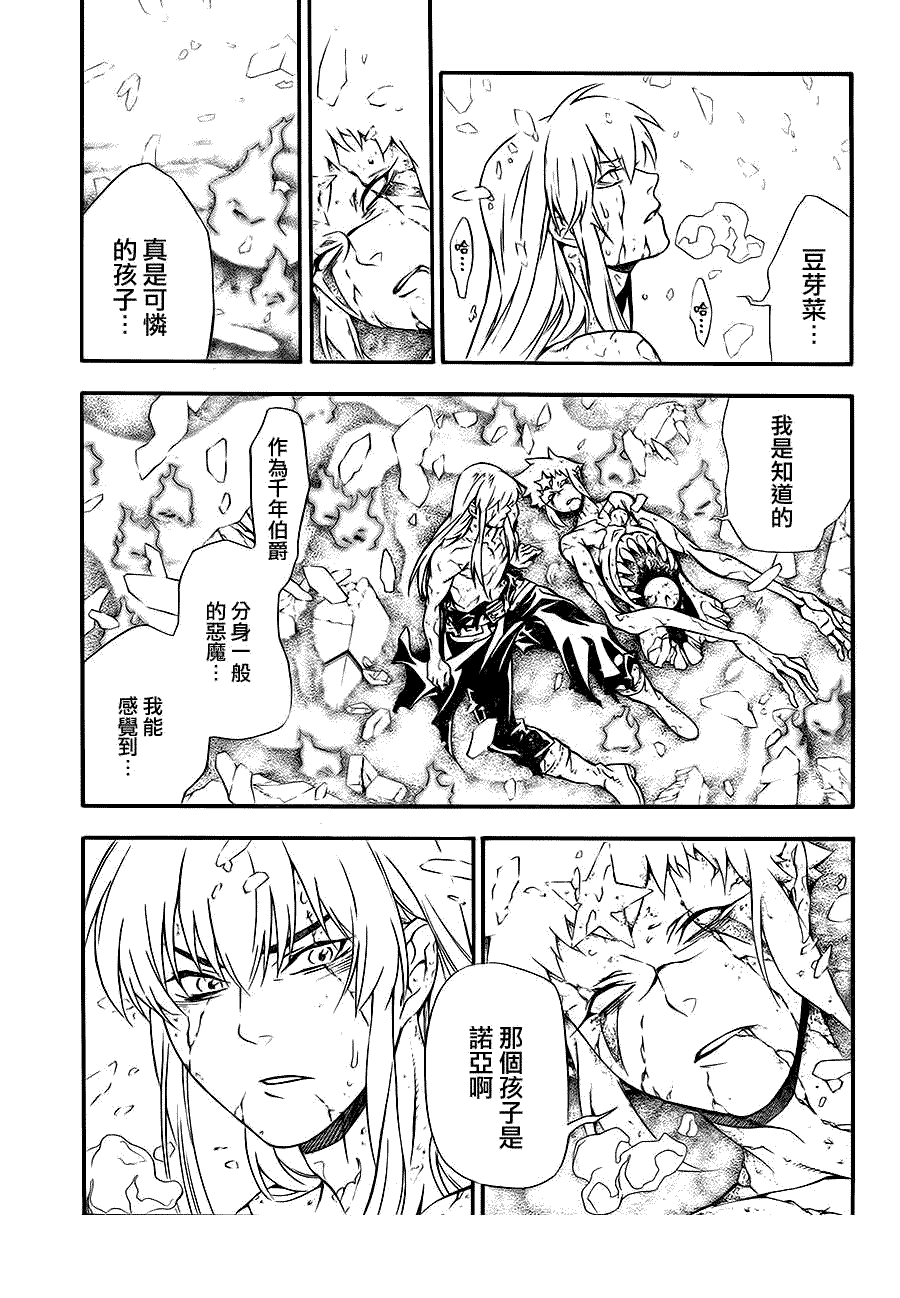 豆芽菜…
哈…
哈…
真是可憐
的孩子…
我是知道的
作為千年伯爵
分身一般
的惡魔…
我能
感覺到…
那個孩子是
諾亞啊